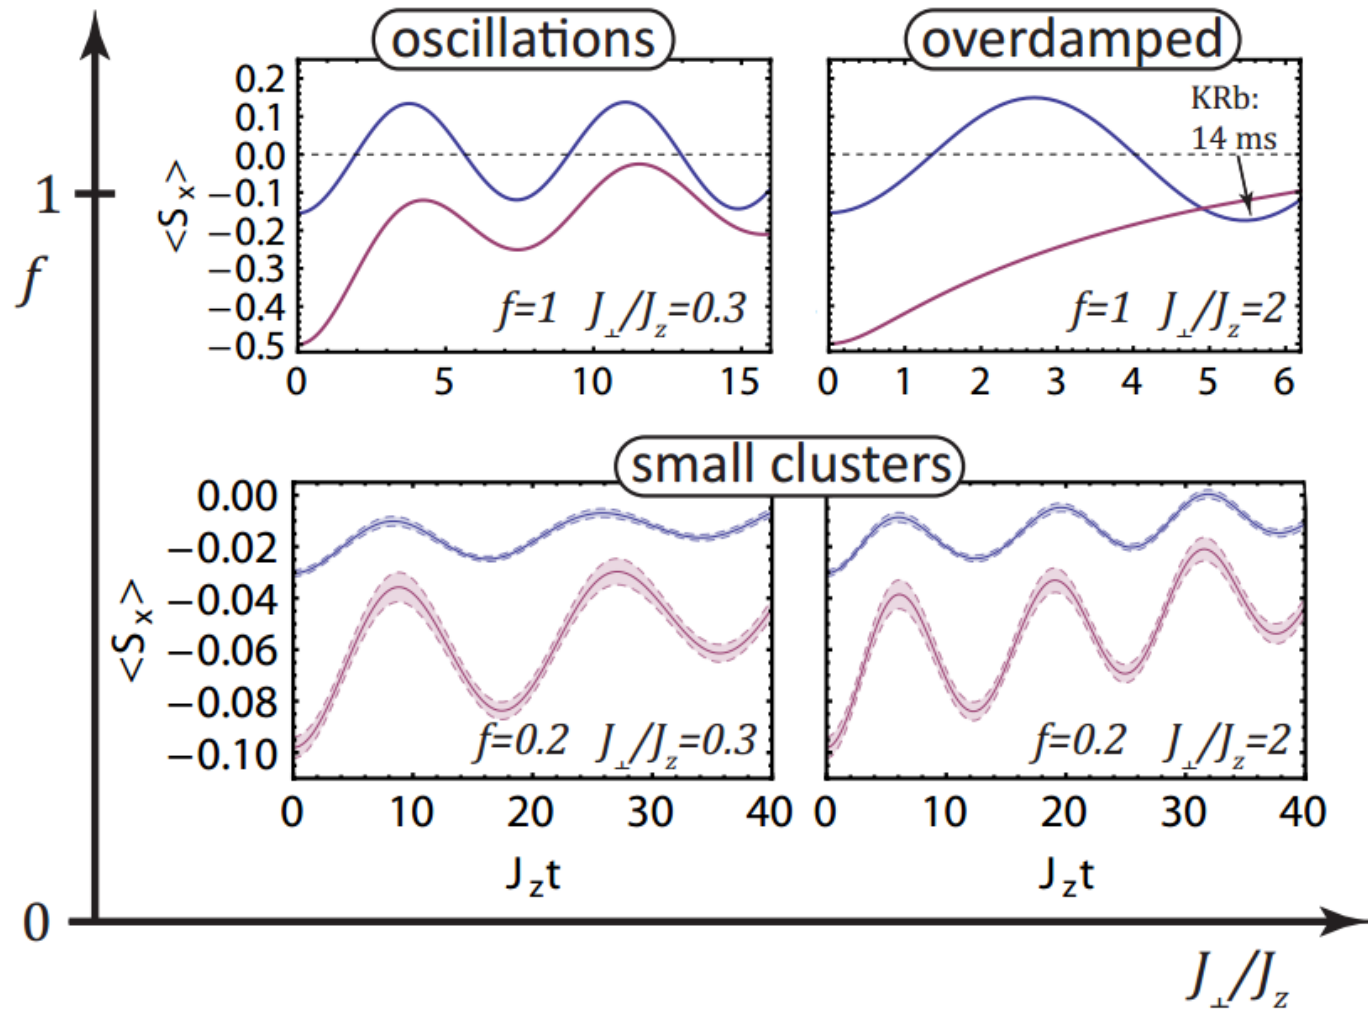 oscillations
overdamped
0.2
0.1
0.0
−0.1
−0.2
−0.3
−0.4
−0.5
<Sx>
f=1 J⊥/Jz=0.3
0 5 10 15
KRb:
14 ms
f=1 J⊥/Jz=2
0 1 2 3 4 5 6
1
f
small clusters
0.00
−0.02
−0.04
−0.06
−0.08
−0.10
<Sx>
f=0.2 J⊥/Jz=0.3
f=0.2 J⊥/Jz=2
0 10 20 30 40
0 10 20 30 40
Jzt
Jzt
0
J⊥/Jz